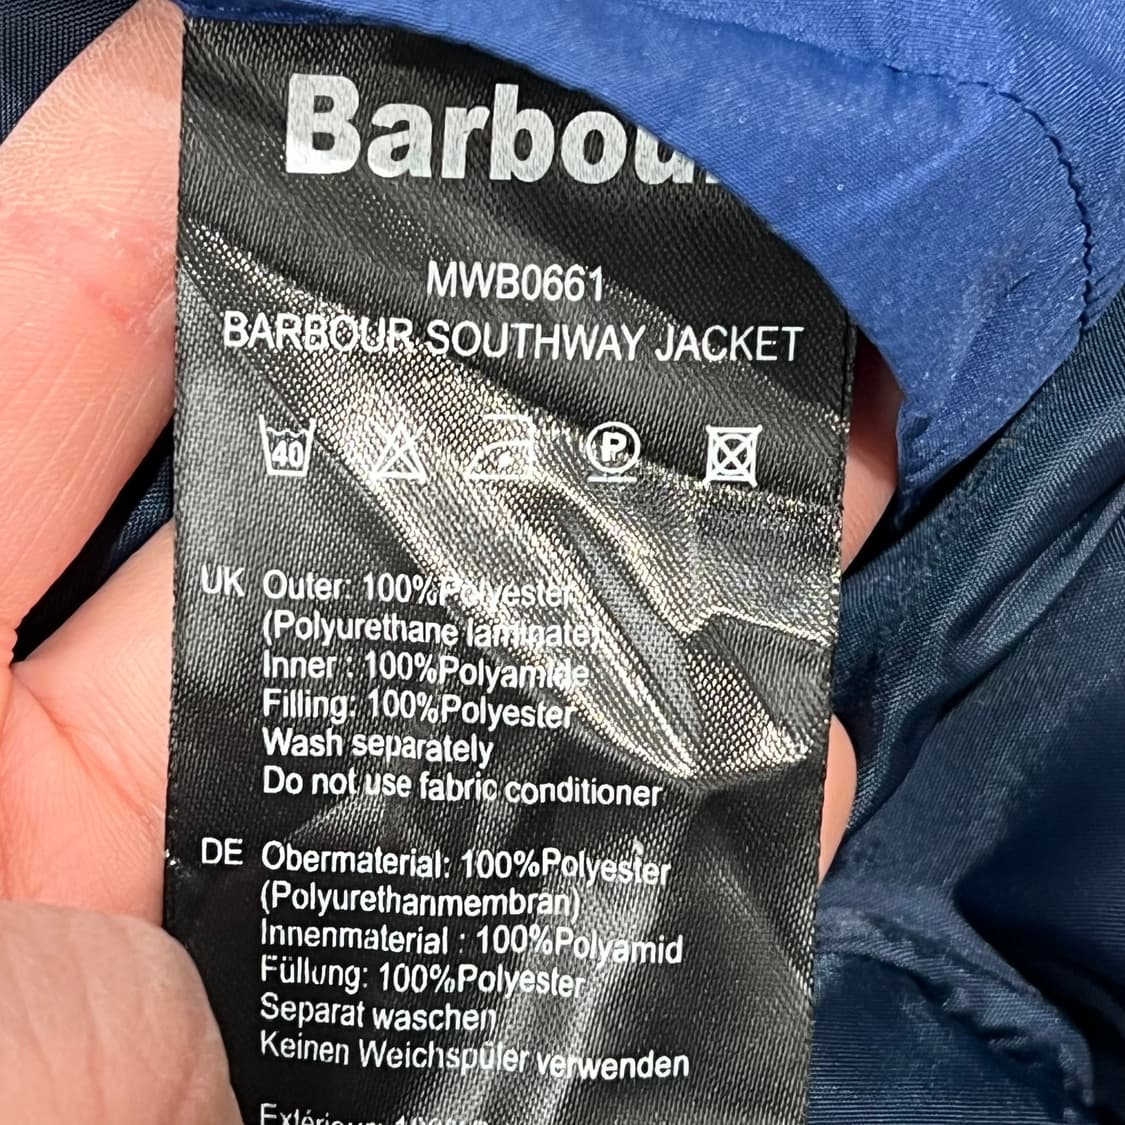 Barbour
MWB0661
BARBOUR SOUTHWAY JACKET
40 P
UK Outer: 100%Polyester
(Polyurethane laminate)
Inner : 100%Polyamide
Filling: 100%Polyester
Wash separately
Do not use fabric conditioner
DE Obermaterial: 100%Polyester
(Polyurethanmembran)
Innenmaterial : 100%Polyamid
Füllung: 100%Polyester
Separat waschen
Keinen Weichspüler verwenden